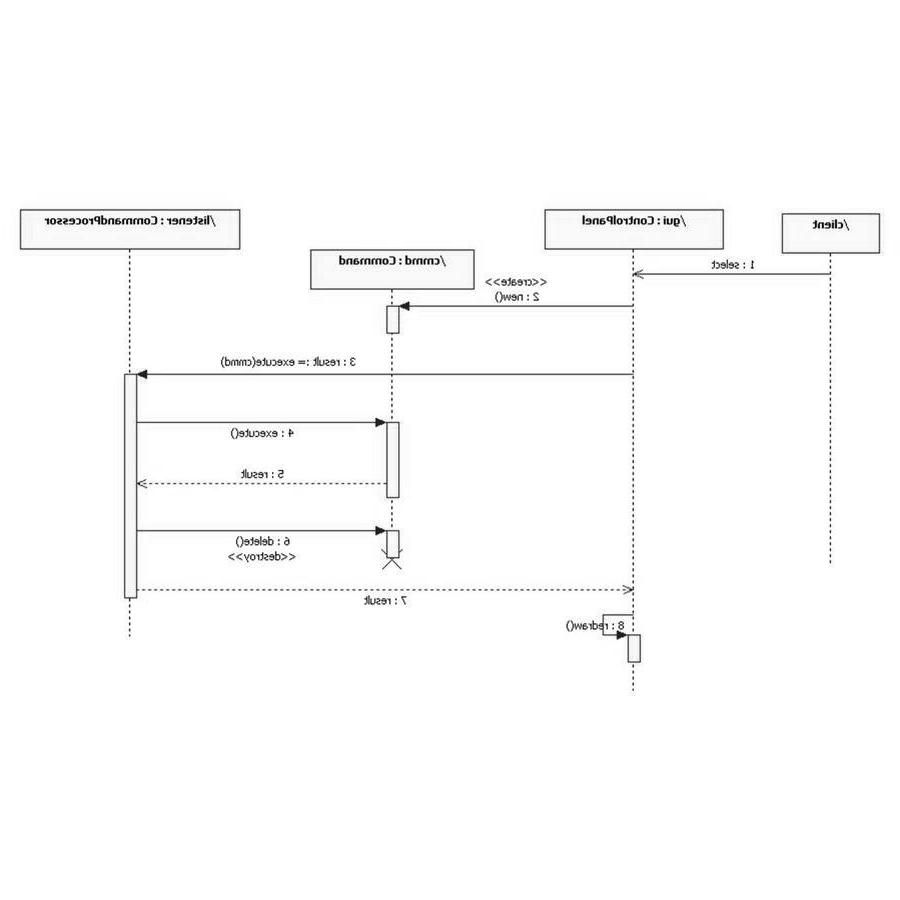 /client
/gui : ControlPanel
/cmmd : Command
/listener : CommandProcessor
1 : select
<<create>>
2 : new()
3 : result := execute(cmmd)
4 : execute()
5 : result
6 : delete()
<<destroy>>
7 : result
8 : redraw()